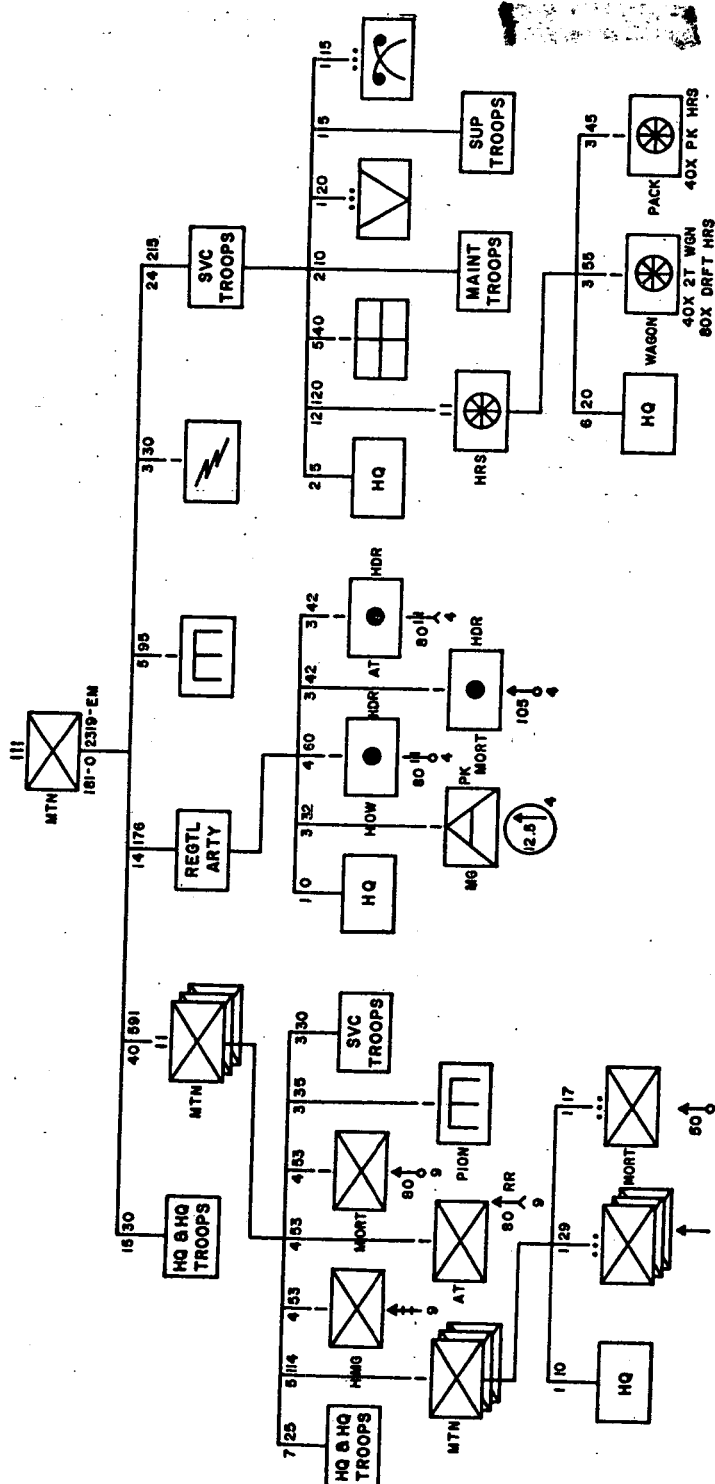 MTN
181-O 2319-EM
15 30
HQ & HQ
TROOPS
40 591
MTN
14 176
REGTL
ARTY
5 95
3 30
24 215
SVC
TROOPS
7 25
HQ & HQ
TROOPS
5 114
MTN
4 53
HMG
9
4 53
AT
80 RR
9
4 53
MORT
80
9
3 35
PION
3 30
SVC
TROOPS
1 10
HQ
1 29
1 17
MORT
50
1 0
HQ
3 32
MG
12.5
4
4 60
HOW
PK
HDR
80
4
3 42
MORT
HDR
105
4
3 42
AT
HDR
80
4
2 5
HQ
12 120
HRS
5 40
2 10
MAINT
TROOPS
1 20
1 5
SUP
TROOPS
1 15
6 20
HQ
3 55
WAGON
40X 2T WGN
80X DRFT HRS
3 45
PACK
40X PK HRS